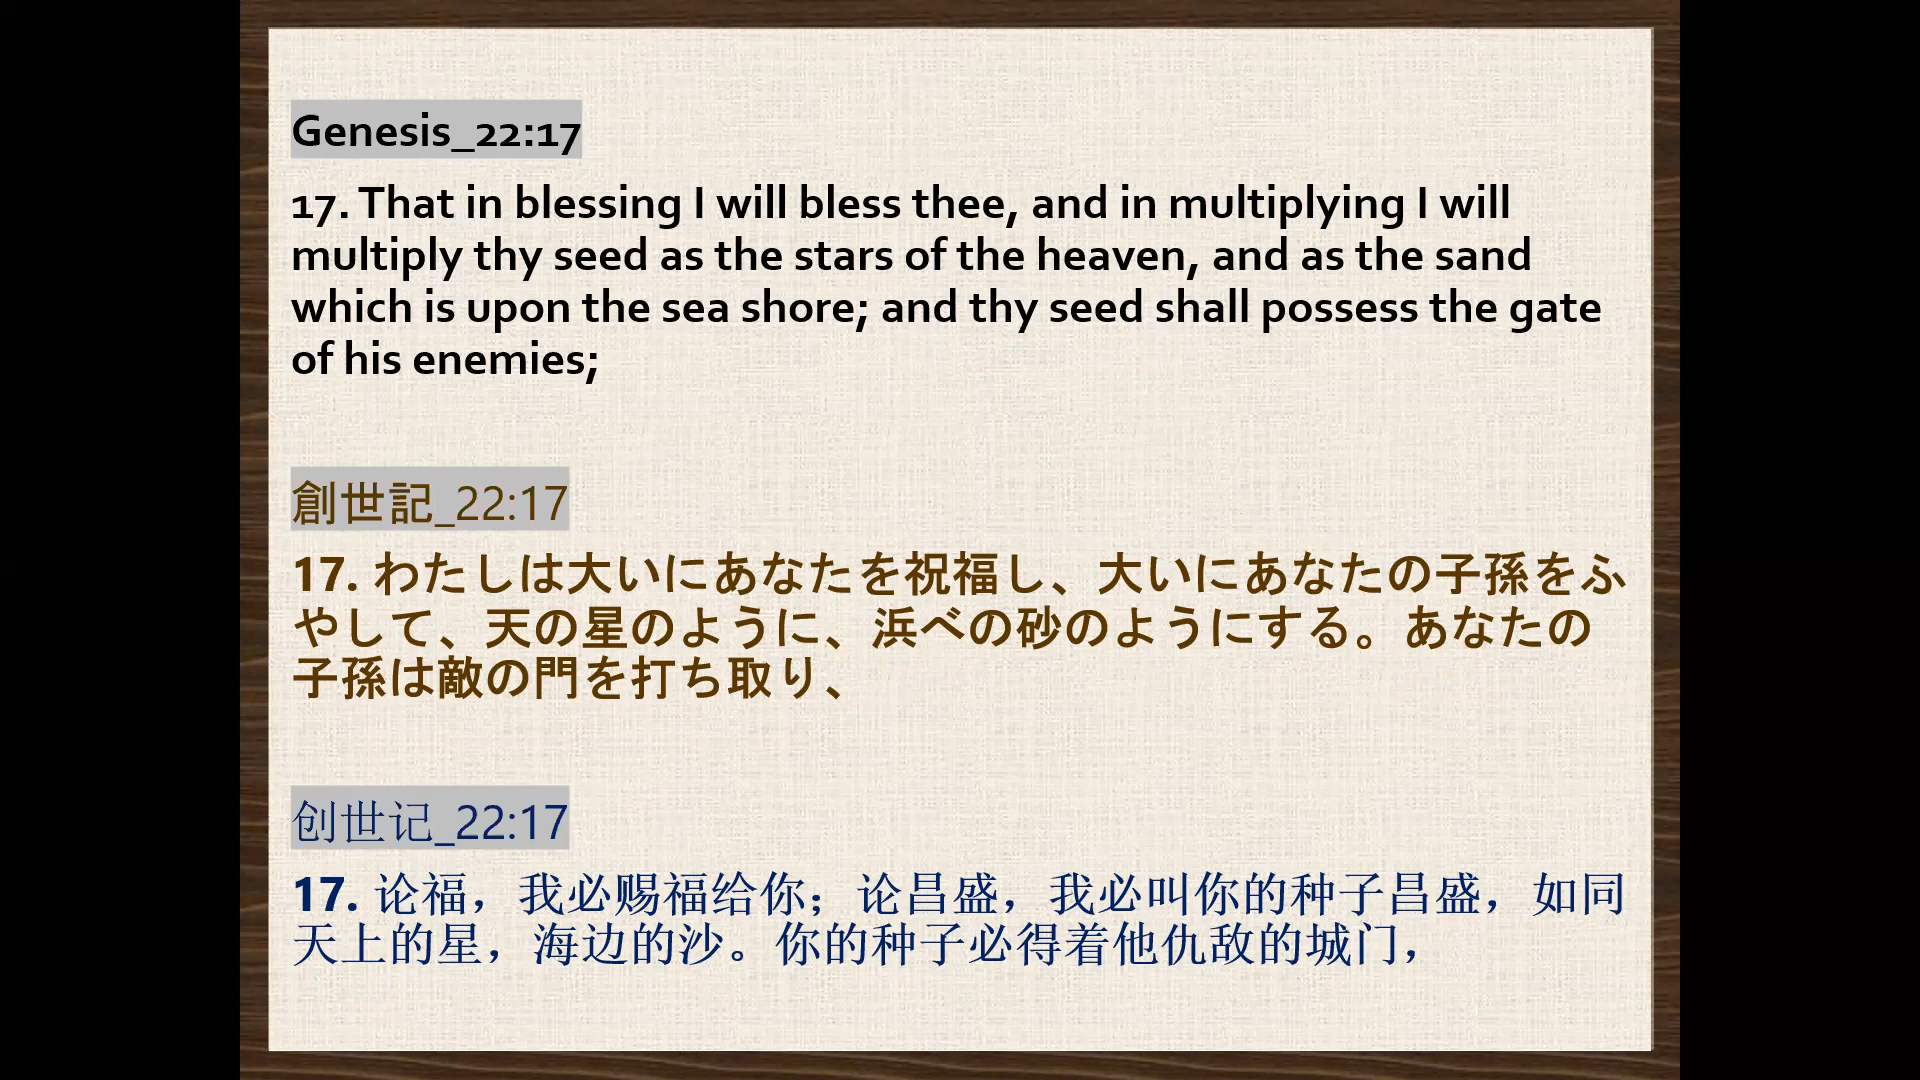 Genesis_22:17
17. That in blessing I will bless thee, and in multiplying I will
multiply thy seed as the stars of the heaven, and as the sand
which is upon the sea shore; and thy seed shall possess the gate
of his enemies;
創世記_22:17
17. わたしは大いにあなたを祝福し、大いにあなたの子孫をふ
やして、天の星のように、浜べの砂のようにする。あなたの
子孫は敵の門を打ち取り、
创世记_22:17
17. 论福，我必赐福给你；论昌盛，我必叫你的种子昌盛，如同
天上的星，海边的沙。你的种子必得着他仇敌的城门，